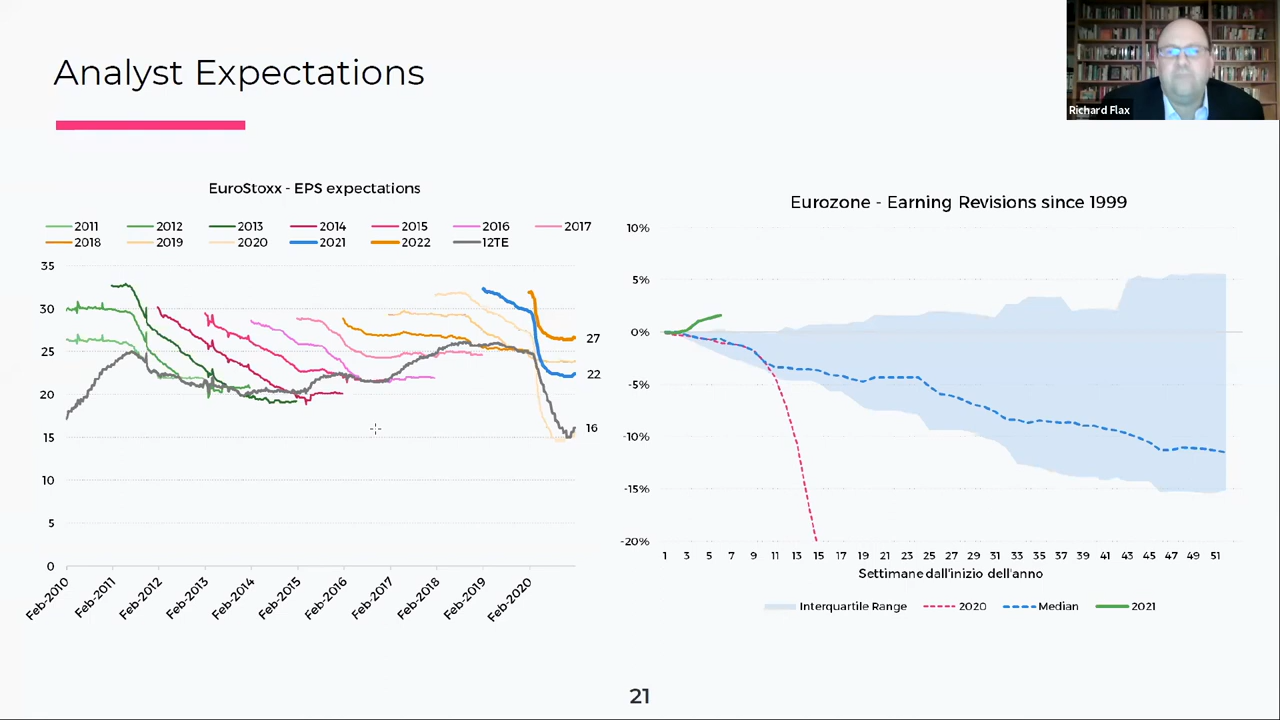 Analyst Expectations
Richard Flax
EuroStoxx - EPS expectations
2011 2012 2013 2014 2015 2016 2017
2018 2019 2020 2021 2022 12TE
35
30
25
20
15
10
5
0
27
22
16
Feb-2010 Feb-2011 Feb-2012 Feb-2013 Feb-2014 Feb-2015 Feb-2016 Feb-2017 Feb-2018 Feb-2019 Feb-2020
Eurozone - Earning Revisions since 1999
10%
5%
0%
-5%
-10%
-15%
-20%
1 3 5 7 9 11 13 15 17 19 21 23 25 27 29 31 33 35 37 39 41 43 45 47 49 51
Settimane dall'inizio dell'anno
Interquartile Range 2020 Median 2021
21